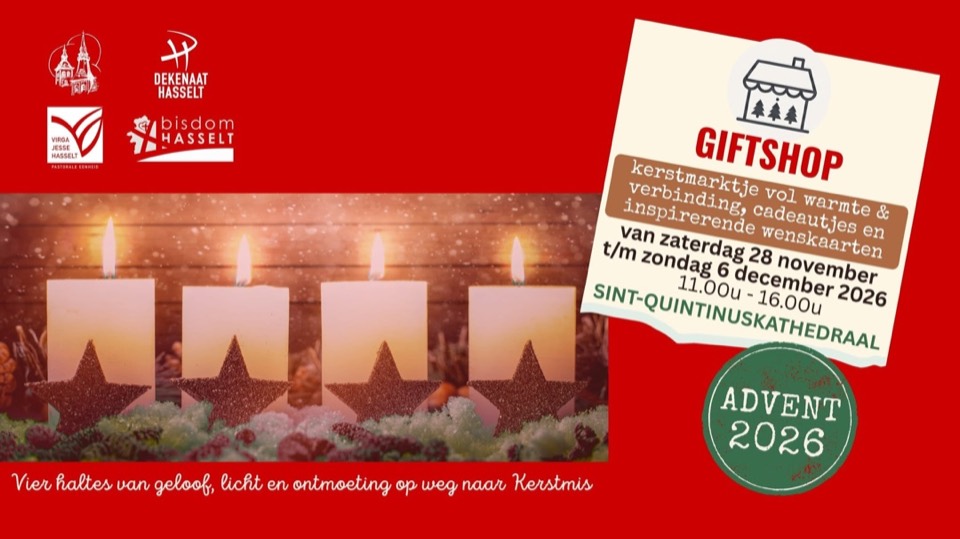 DEKENAAT
HASSELT
VIRGA
JESSE
HASSELT
PASTORALE EENHEID
bisdom
HASSELT
GIFTSHOP
kerstmarktje vol warmte &
verbinding, cadeautjes en
inspirerende wenskaarten
van zaterdag 28 november
t/m zondag 6 december 2026
11.00u - 16.00u
SINT-QUINTINUSKATHEDRAAL
ADVENT
2026
Vier haltes van geloof, licht en ontmoeting op weg naar Kerstmis